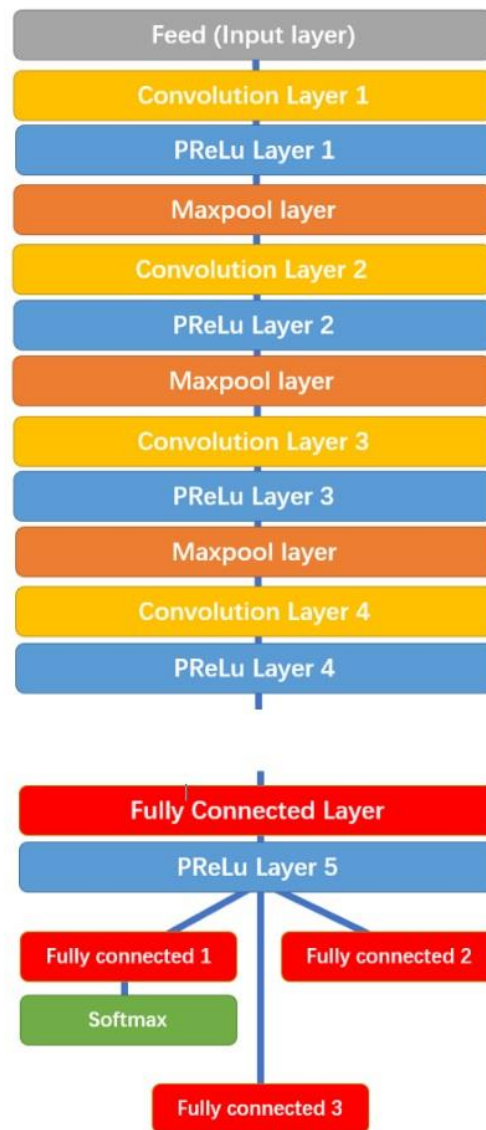 Feed (Input layer)
Convolution Layer 1
PReLu Layer 1
Maxpool layer
Convolution Layer 2
PReLu Layer 2
Maxpool layer
Convolution Layer 3
PReLu Layer 3
Maxpool layer
Convolution Layer 4
PReLu Layer 4
Fully Connected Layer
PReLu Layer 5
Fully connected 1
Fully connected 2
Softmax
Fully connected 3